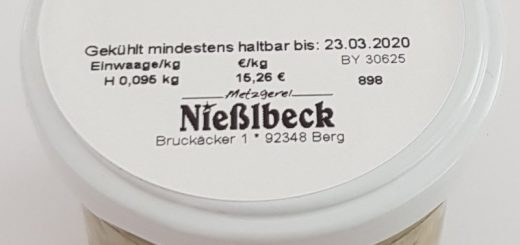 Gekühlt mindestens haltbar bis: 23.03.2020
Einwaage/kg €/kg BY 30625
H 0,095 kg 15,26 € 898
Metzgerei
Nießlbeck
Bruckäcker 1 * 92348 Berg